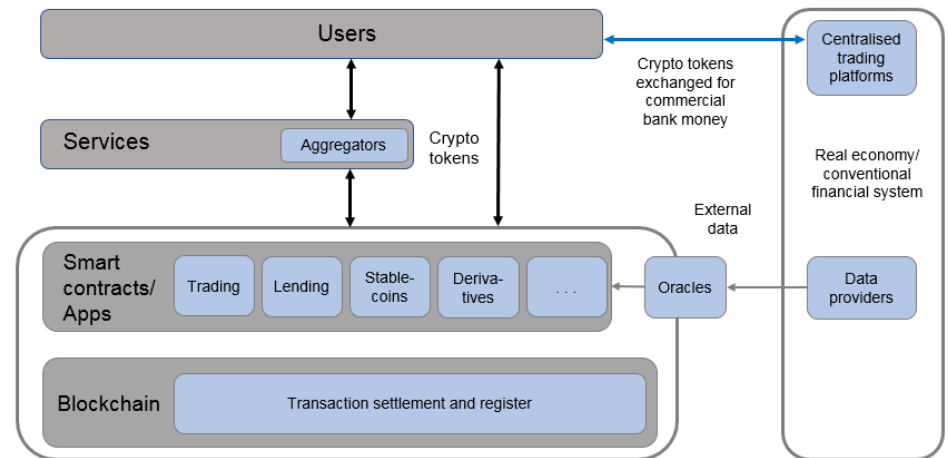 Users
Centralised
trading
platforms
Crypto tokens
exchanged for
commercial
bank money
Services
Aggregators
Crypto
tokens
Real economy/
conventional
financial system
External
data
Smart
contracts/
Apps
Trading
Lending
Stable-
coins
Deriva-
tives
. . .
Oracles
Data
providers
Blockchain
Transaction settlement and register